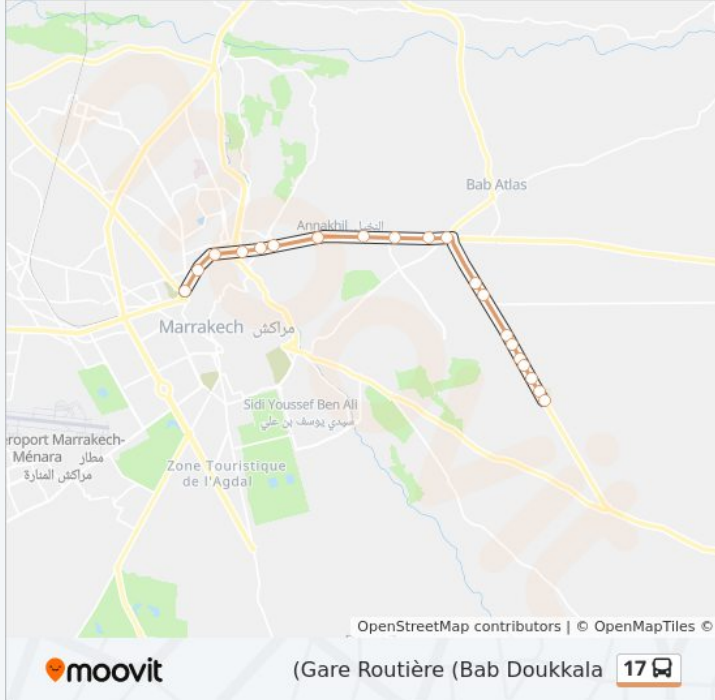 Bab Atlas
Annakhil النخيل
Marrakech مراكش
Sidi Youssef Ben Ali
سيدي يوسف بن علي
eroport Marrakech-
Ménara مطار
مراكش المنارة
Zone Touristique
de l'Agdal
OpenStreetMap contributors | © OpenMapTiles ©
moovit
(Gare Routière (Bab Doukkala 17